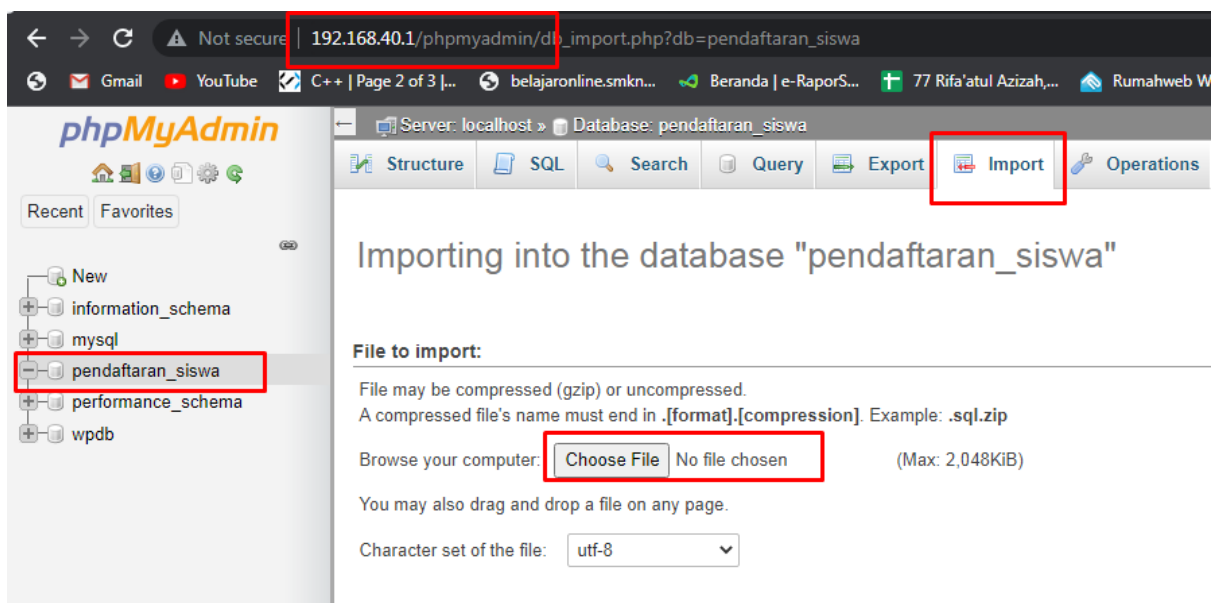 Not secure | 192.168.40.1/phpmyadmin/db_import.php?db=pendaftaran_siswa
Gmail YouTube C++ | Page 2 of 3 |... belajaronline.smkn... Beranda | e-RaporS... 77 Rifa'atul Azizah,... Rumahweb W
phpMyAdmin
Recent Favorites
New
information_schema
mysql
pendaftaran_siswa
performance_schema
wpdb
Server: localhost » Database: pendaftaran_siswa
Structure SQL Search Query Export Import Operations
Importing into the database "pendaftaran_siswa"
File to import:
File may be compressed (gzip) or uncompressed.
A compressed file's name must end in .[format].[compression]. Example: .sql.zip
Browse your computer: Choose File No file chosen (Max: 2,048KiB)
You may also drag and drop a file on any page.
Character set of the file: utf-8